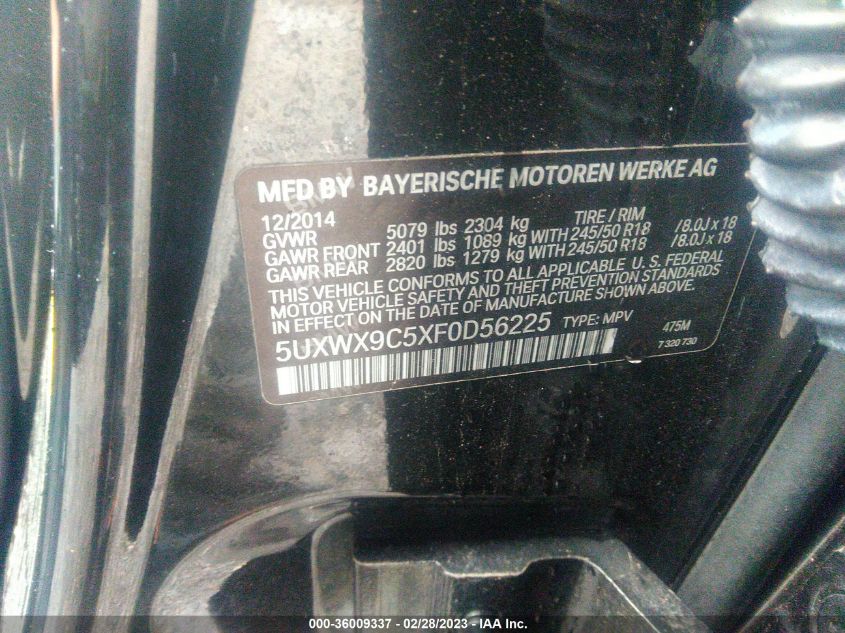 MFD BY BAYERISCHE MOTOREN WERKE AG
12/2014 TIRE / RIM
GVWR 5079 lbs 2304 kg
GAWR FRONT 2401 lbs 1089 kg WITH 245/50 R18 /8.0J x 18
GAWR REAR 2820 lbs 1279 kg WITH 245/50 R18 /8.0J x 18
THIS VEHICLE CONFORMS TO ALL APPLICABLE U. S. FEDERAL
MOTOR VEHICLE SAFETY AND THEFT PREVENTION STANDARDS
IN EFFECT ON THE DATE OF MANUFACTURE SHOWN ABOVE.
5UXWX9C5XF0D56225 TYPE: MPV 475M
7 320 730
000-36009337 - 02/28/2023 - IAA Inc.